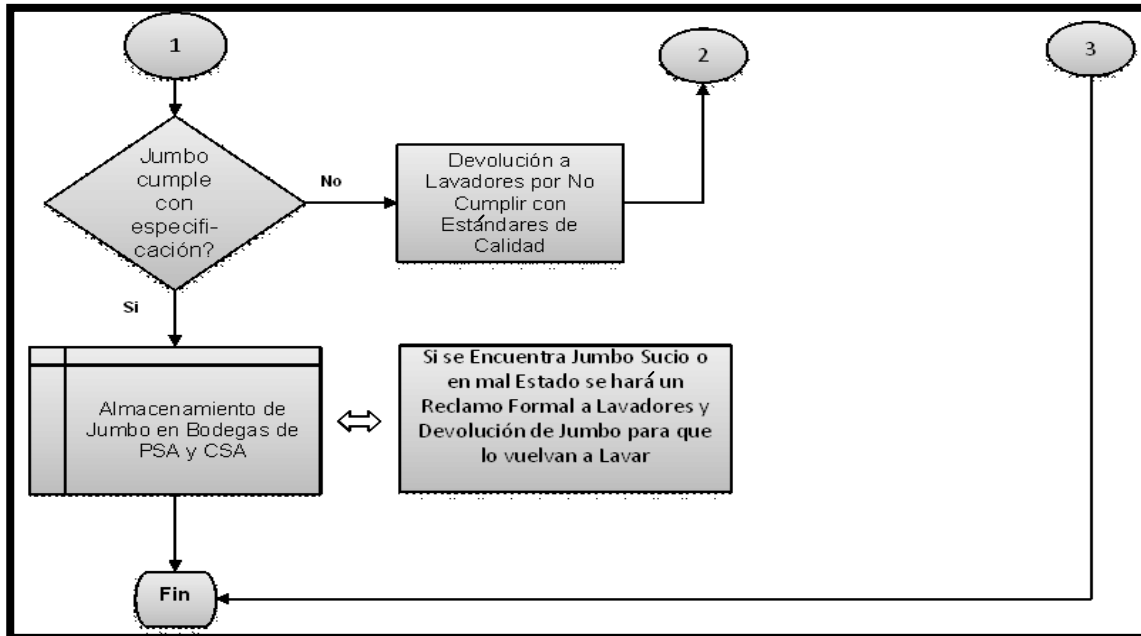 1
2
3
Jumbo
cumple
con
especifi-
cación?
No
Devolución a
Lavadores por No
Cumplir con
Estándares de
Calidad
Si
Almacenamiento de
Jumbo en Bodegas de
PSA y CSA
Si se Encuentra Jumbo Sucio o
en mal Estado se hará un
Reclamo Formal a Lavadores y
Devolución de Jumbo para que
lo vuelvan a Lavar
Fin